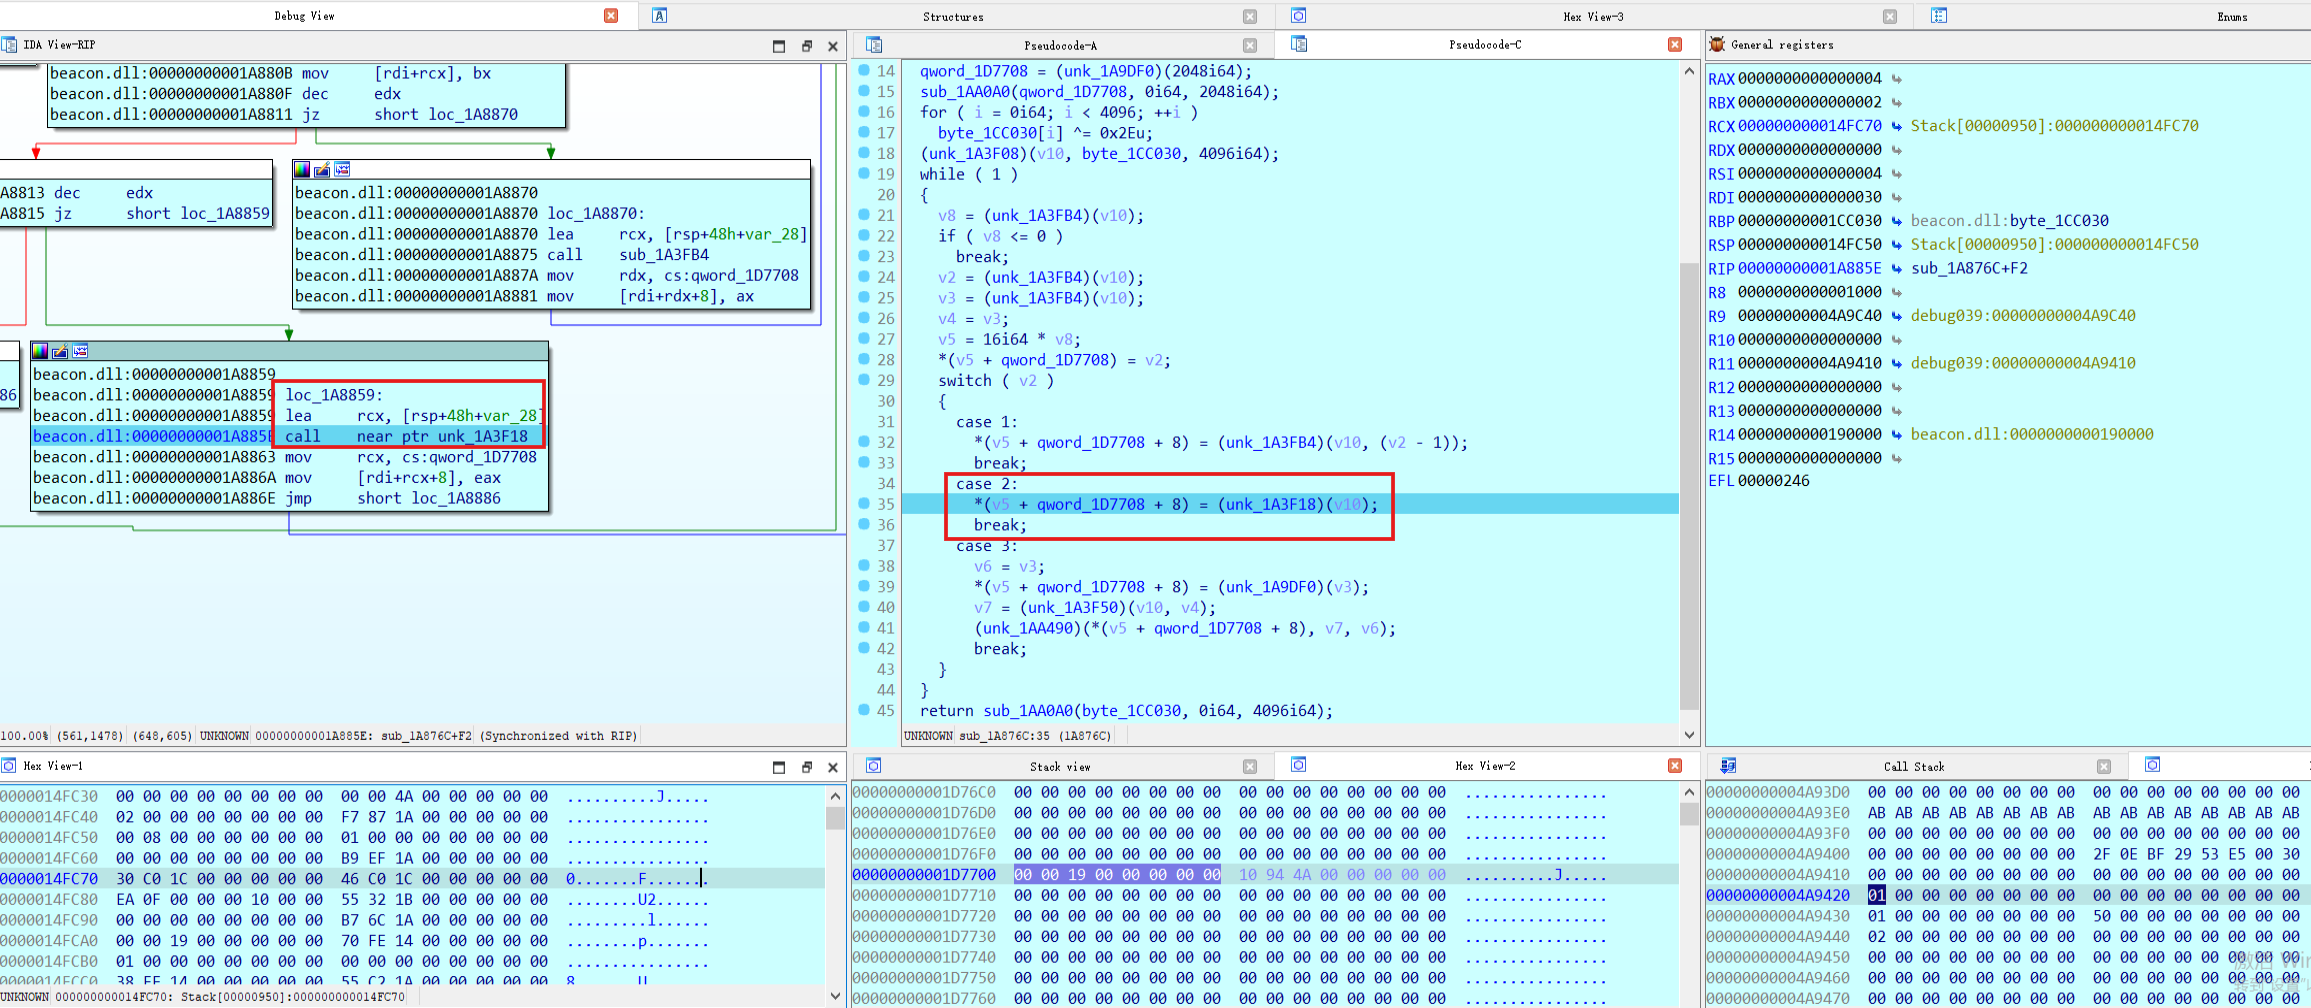 Debug View
Structures
Hex View-3
Enums
IDA View-RIP
beacon.dll:00000000001A880B mov [rdi+rcx], bx
beacon.dll:00000000001A880F dec edx
beacon.dll:00000000001A8811 jz short loc_1A8870
A8813 dec edx
A8815 jz short loc_1A8859
beacon.dll:00000000001A8870
beacon.dll:00000000001A8870 loc_1A8870:
beacon.dll:00000000001A8870 lea rcx, [rsp+48h+var_28]
beacon.dll:00000000001A8875 call sub_1A3FB4
beacon.dll:00000000001A887A mov rdx, cs:qword_1D7708
beacon.dll:00000000001A8881 mov [rdi+rdx+8], ax
86
beacon.dll:00000000001A8859
beacon.dll:00000000001A8859 loc_1A8859:
beacon.dll:00000000001A8859 lea rcx, [rsp+48h+var_28]
beacon.dll:00000000001A885E call near ptr unk_1A3F18
beacon.dll:00000000001A8863 mov rcx, cs:qword_1D7708
beacon.dll:00000000001A886A mov [rdi+rcx+8], eax
beacon.dll:00000000001A886E jmp short loc_1A8886
100.00% (561,1478) (648,605) UNKNOWN 00000000001A885E: sub_1A876C+F2 (Synchronized with RIP)
Pseudocode-A
Pseudocode-C
14 qword_1D7708 = (unk_1A9DF0)(2048i64);
15 sub_1AA0A0(qword_1D7708, 0i64, 2048i64);
16 for ( i = 0i64; i < 4096; ++i )
17 byte_1CC030[i] ^= 0x2Eu;
18 (unk_1A3F08)(v10, byte_1CC030, 4096i64);
19 while ( 1 )
20 {
21 v8 = (unk_1A3FB4)(v10);
22 if ( v8 <= 0 )
23 break;
24 v2 = (unk_1A3FB4)(v10);
25 v3 = (unk_1A3FB4)(v10);
26 v4 = v3;
27 v5 = 16i64 * v8;
28 *(v5 + qword_1D7708) = v2;
29 switch ( v2 )
30 {
31 case 1:
32 *(v5 + qword_1D7708 + 8) = (unk_1A3FB4)(v10, (v2 - 1));
33 break;
34 case 2:
35 *(v5 + qword_1D7708 + 8) = (unk_1A3F18)(v10);
36 break;
37 case 3:
38 v6 = v3;
39 *(v5 + qword_1D7708 + 8) = (unk_1A9DF0)(v3);
40 v7 = (unk_1A3F50)(v10, v4);
41 (unk_1AA490)(*(v5 + qword_1D7708 + 8), v7, v6);
42 break;
43 }
44 }
45 return sub_1AA0A0(byte_1CC030, 0i64, 4096i64);
UNKNOWN sub_1A876C:35 (1A876C)
General registers
RAX 0000000000000004
RBX 0000000000000002
RCX 000000000014FC70 Stack[00000950]:000000000014FC70
RDX 0000000000000000
RSI 0000000000000004
RDI 0000000000000030
RBP 00000000001CC030 beacon.dll:byte_1CC030
RSP 000000000014FC50 Stack[00000950]:000000000014FC50
RIP 00000000001A885E sub_1A876C+F2
R8 0000000000001000
R9 00000000004A9C40 debug039:00000000004A9C40
R10 0000000000000000
R11 00000000004A9410 debug039:00000000004A9410
R12 0000000000000000
R13 0000000000000000
R14 0000000000190000 beacon.dll:0000000000190000
R15 0000000000000000
EFL 00000246
Hex View-1
0000014FC30 00 00 00 00 00 00 00 00 00 00 4A 00 00 00 00 00 ..........J.....
0000014FC40 02 00 00 00 00 00 00 00 F7 87 1A 00 00 00 00 00 ................
0000014FC50 00 08 00 00 00 00 00 00 01 00 00 00 00 00 00 00 ................
0000014FC60 00 00 00 00 00 00 00 00 B9 EF 1A 00 00 00 00 00 ................
0000014FC70 30 C0 1C 00 00 00 00 00 46 C0 1C 00 00 00 00 00 0.......F.......
0000014FC80 EA 0F 00 00 00 10 00 00 55 32 1B 00 00 00 00 00 ........U2......
0000014FC90 00 00 00 00 00 00 00 00 B7 6C 1A 00 00 00 00 00 .........l......
0000014FCA0 00 00 19 00 00 00 00 00 70 FE 14 00 00 00 00 00 ........p.......
0000014FCB0 01 00 00 00 00 00 00 00 00 00 00 00 00 00 00 00 ................
UNKNOWN 000000000014FC70: Stack[00000950]:000000000014FC70
Stack view
Hex View-2
00000000001D76C0 00 00 00 00 00 00 00 00 00 00 00 00 00 00 00 00 ................
00000000001D76D0 00 00 00 00 00 00 00 00 00 00 00 00 00 00 00 00 ................
00000000001D76E0 00 00 00 00 00 00 00 00 00 00 00 00 00 00 00 00 ................
00000000001D76F0 00 00 00 00 00 00 00 00 00 00 00 00 00 00 00 00 ................
00000000001D7700 00 00 19 00 00 00 00 00 10 94 4A 00 00 00 00 00 ..........J.....
00000000001D7710 00 00 00 00 00 00 00 00 00 00 00 00 00 00 00 00 ................
00000000001D7720 00 00 00 00 00 00 00 00 00 00 00 00 00 00 00 00 ................
00000000001D7730 00 00 00 00 00 00 00 00 00 00 00 00 00 00 00 00 ................
00000000001D7740 00 00 00 00 00 00 00 00 00 00 00 00 00 00 00 00 ................
00000000001D7750 00 00 00 00 00 00 00 00 00 00 00 00 00 00 00 00 ................
00000000001D7760 00 00 00 00 00 00 00 00 00 00 00 00 00 00 00 00 ................
Call Stack
00000000004A93D0 00 00 00 00 00 00 00 00 00 00 00 00 00 00 00 00
00000000004A93E0 AB AB AB AB AB AB AB AB AB AB AB AB AB AB AB AB
00000000004A93F0 00 00 00 00 00 00 00 00 00 00 00 00 00 00 00 00
00000000004A9400 00 00 00 00 00 00 00 00 2F 0E BF 29 53 E5 00 30
00000000004A9410 00 00 00 00 00 00 00 00 00 00 00 00 00 00 00 00
00000000004A9420 01 00 00 00 00 00 00 00 00 00 00 00 00 00 00 00
00000000004A9430 01 00 00 00 00 00 00 00 50 00 00 00 00 00 00 00
00000000004A9440 02 00 00 00 00 00 00 00 00 00 00 00 00 00 00 00
00000000004A9450 00 00 00 00 00 00 00 00 00 00 00 00 00 00 00 00
00000000004A9460 00 00 00 00 00 00 00 00 00 00 00 00 00 00 00 00
00000000004A9470 00 00 00 00 00 00 00 00 00 00 00 00 00 00 00 00